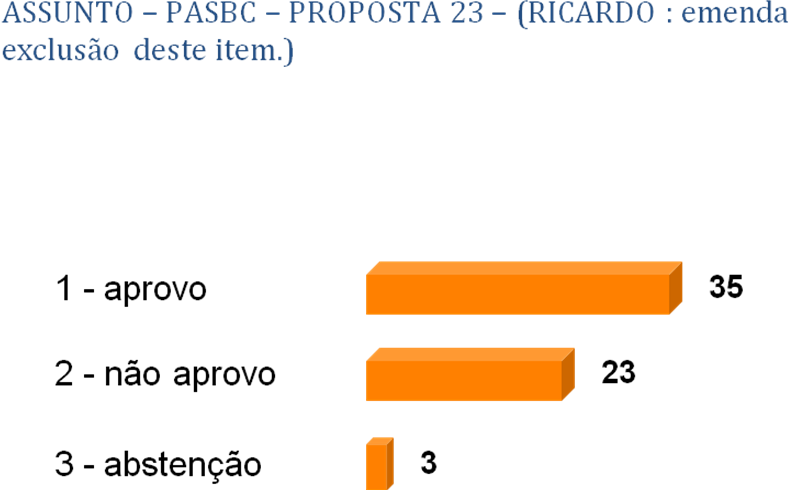 ASSUNTO – PASBC – PROPOSTA 23 – (RICARDO : emenda
exclusão deste item.)
1 - aprovo 35
2 - não aprovo 23
3 - abstenção 3